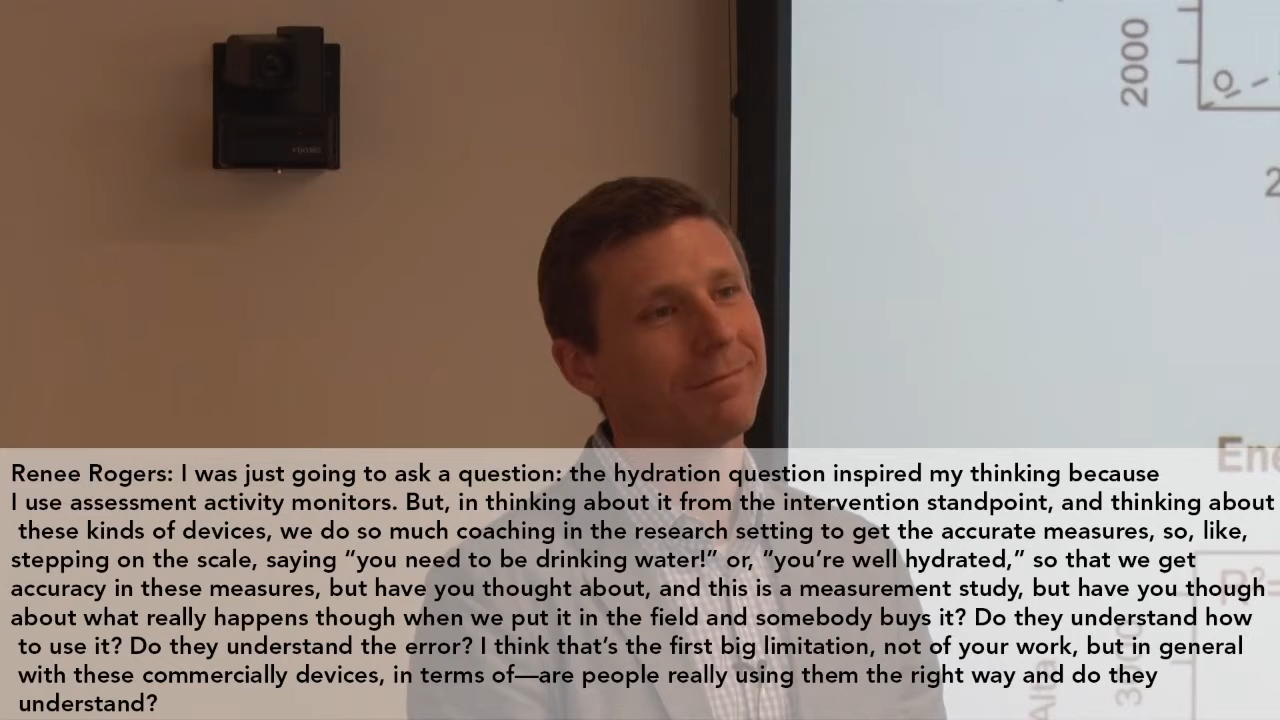 2000
2
Ene
Renee Rogers: I was just going to ask a question: the hydration question inspired my thinking because
I use assessment activity monitors. But, in thinking about it from the intervention standpoint, and thinking about
these kinds of devices, we do so much coaching in the research setting to get the accurate measures, so, like,
stepping on the scale, saying “you need to be drinking water!” or, “you’re well hydrated,” so that we get
accuracy in these measures, but have you thought about, and this is a measurement study, but have you though
about what really happens though when we put it in the field and somebody buys it? Do they understand how
to use it? Do they understand the error? I think that’s the first big limitation, not of your work, but in general
with these commercially devices, in terms of—are people really using them the right way and do they
understand?